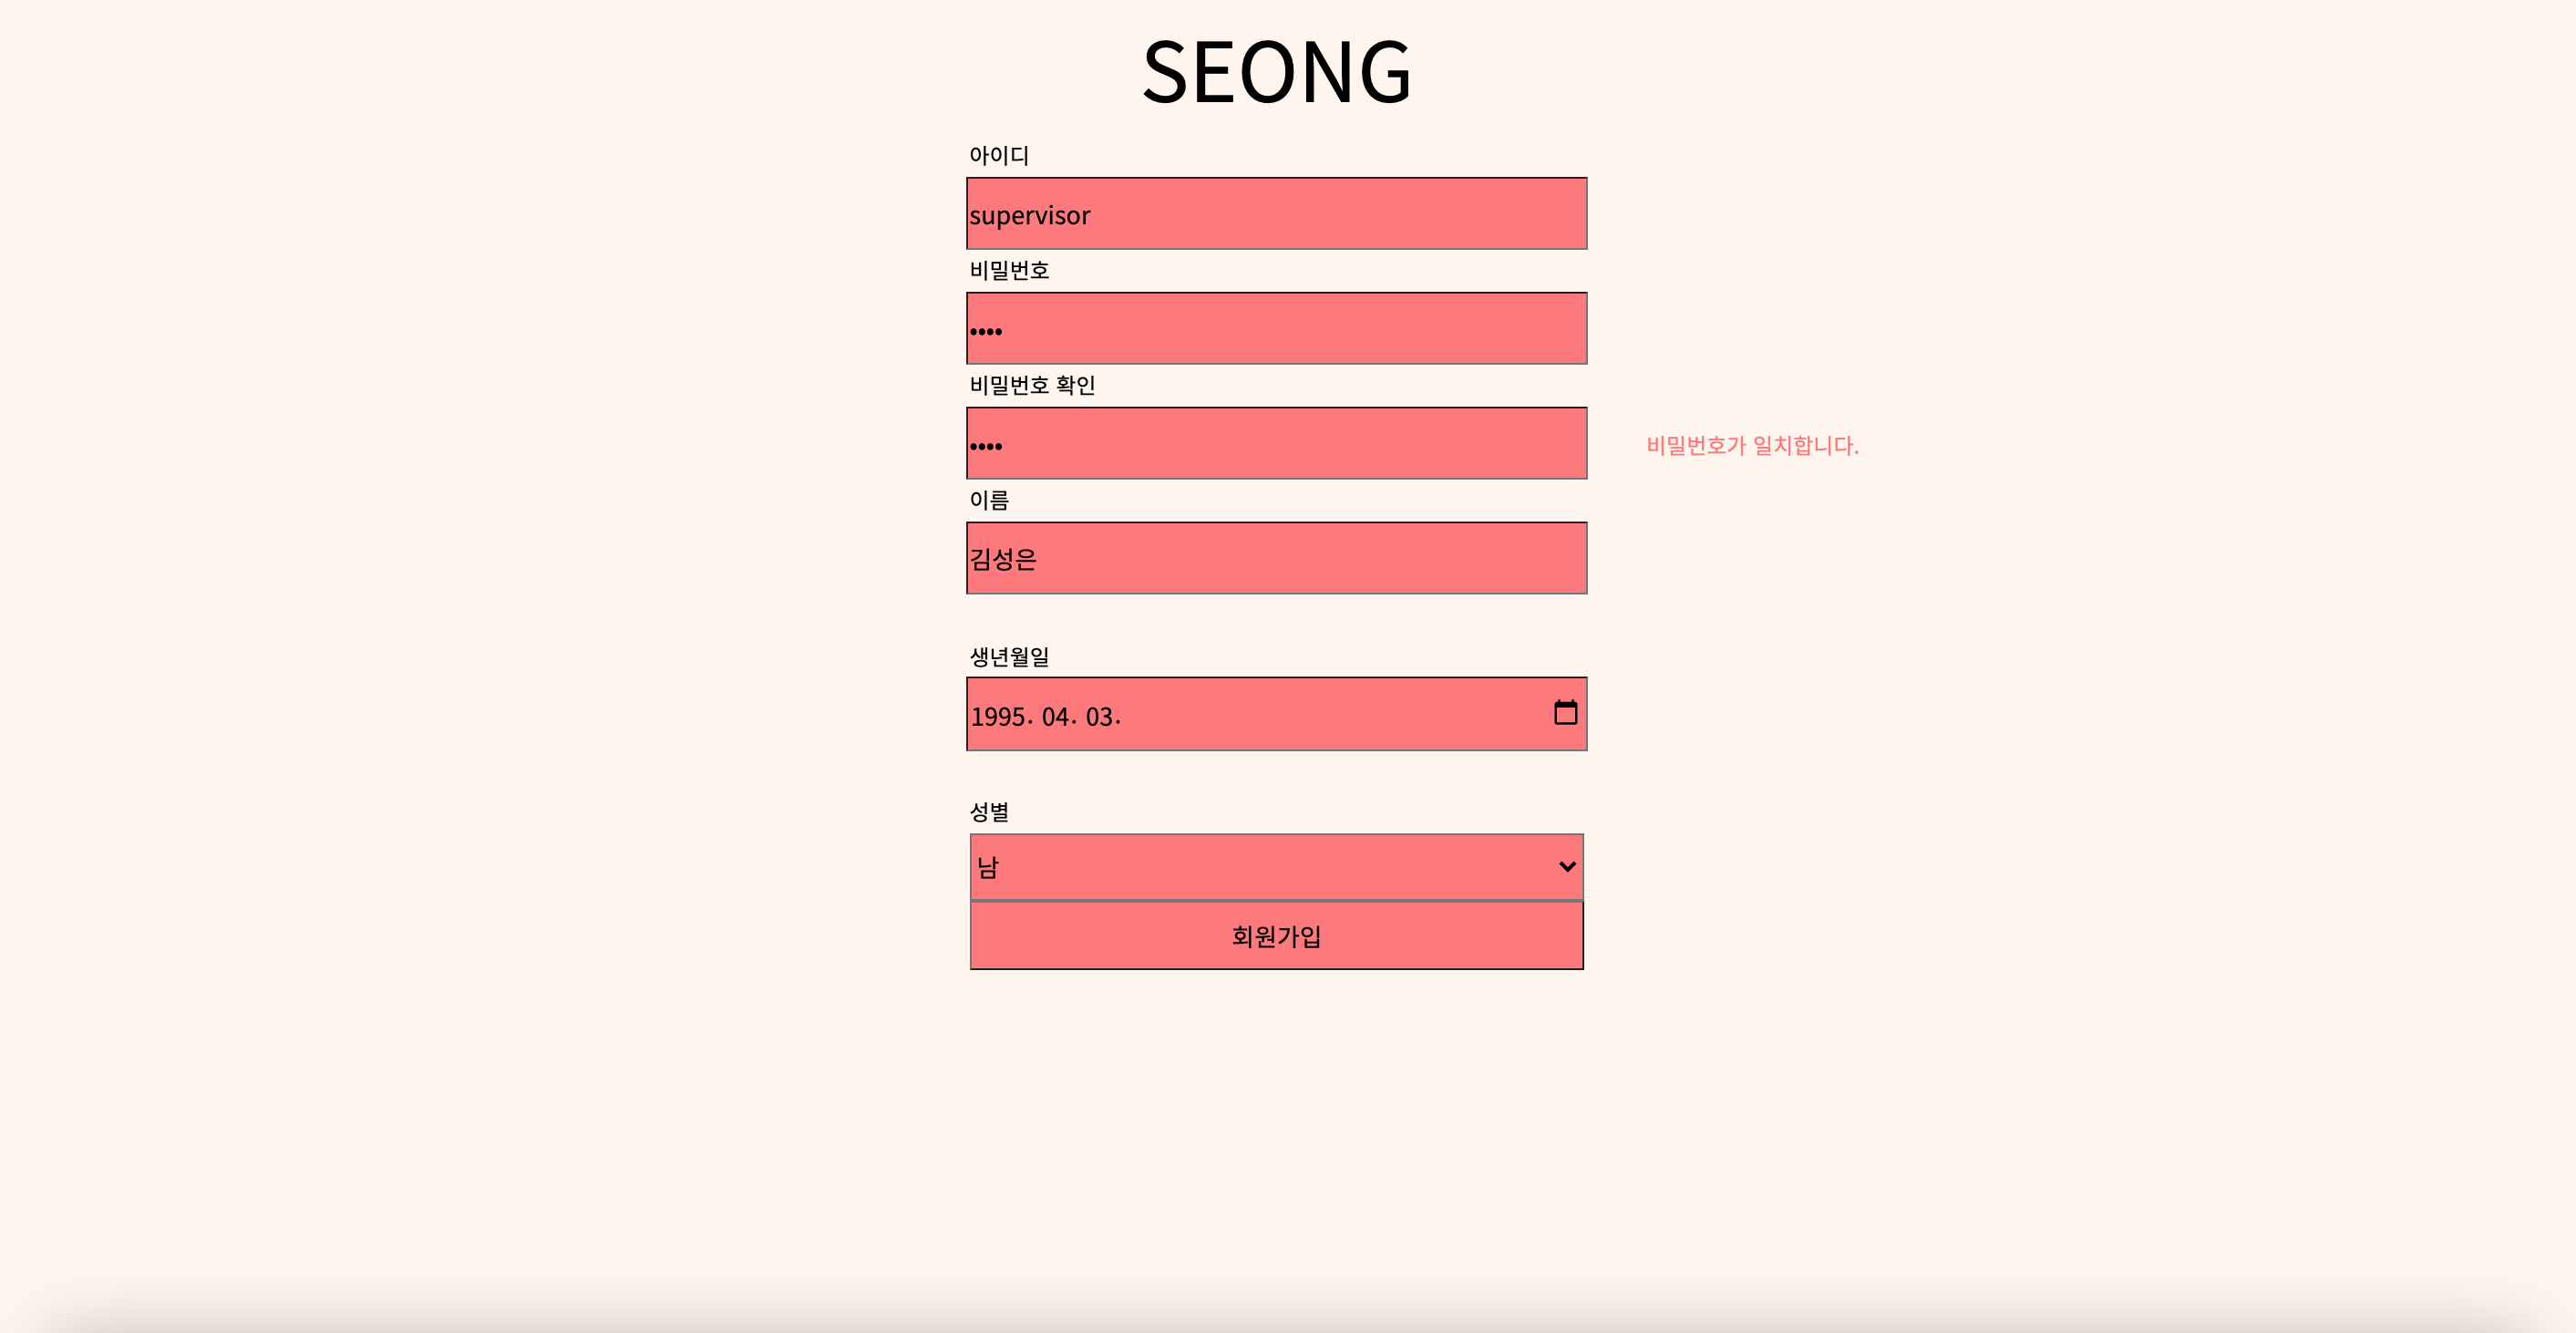 SEONG
아이디
supervisor
비밀번호
••••
비밀번호 확인
••••
비밀번호가 일치합니다.
이름
김성은
생년월일
1995. 04. 03.
성별
남
회원가입